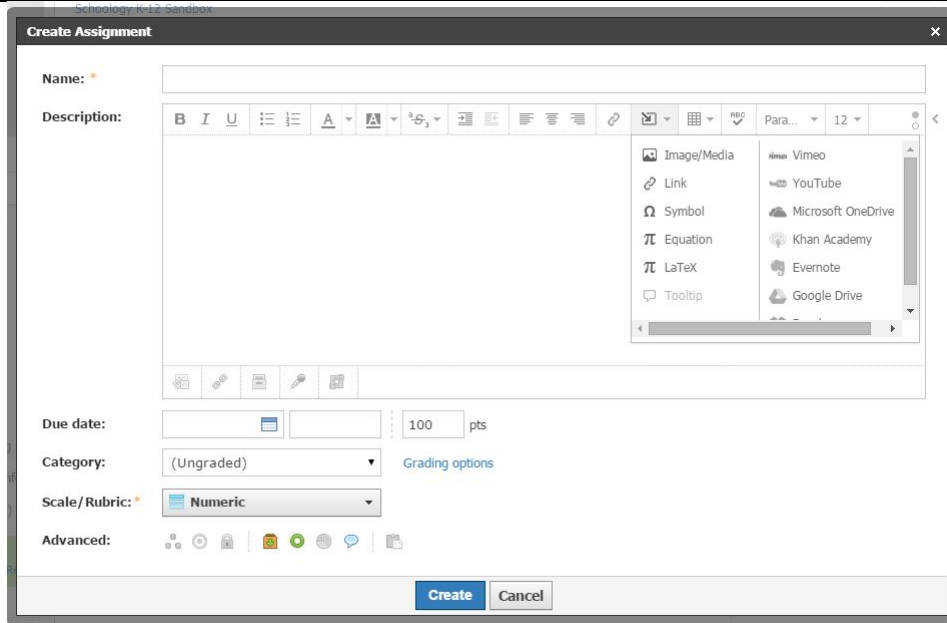 Schoology K-12 Sandbox
Create Assignment ×
Name: *
Description:
B I U A A S ABC Para... 12
Image/Media
Link
Ω Symbol
π Equation
π LaTeX
Tooltip
Vimeo
YouTube
Microsoft OneDrive
Khan Academy
Evernote
Google Drive
Due date: 100 pts
Category: (Ungraded) Grading options
Scale/Rubric: * Numeric
Advanced:
Create Cancel